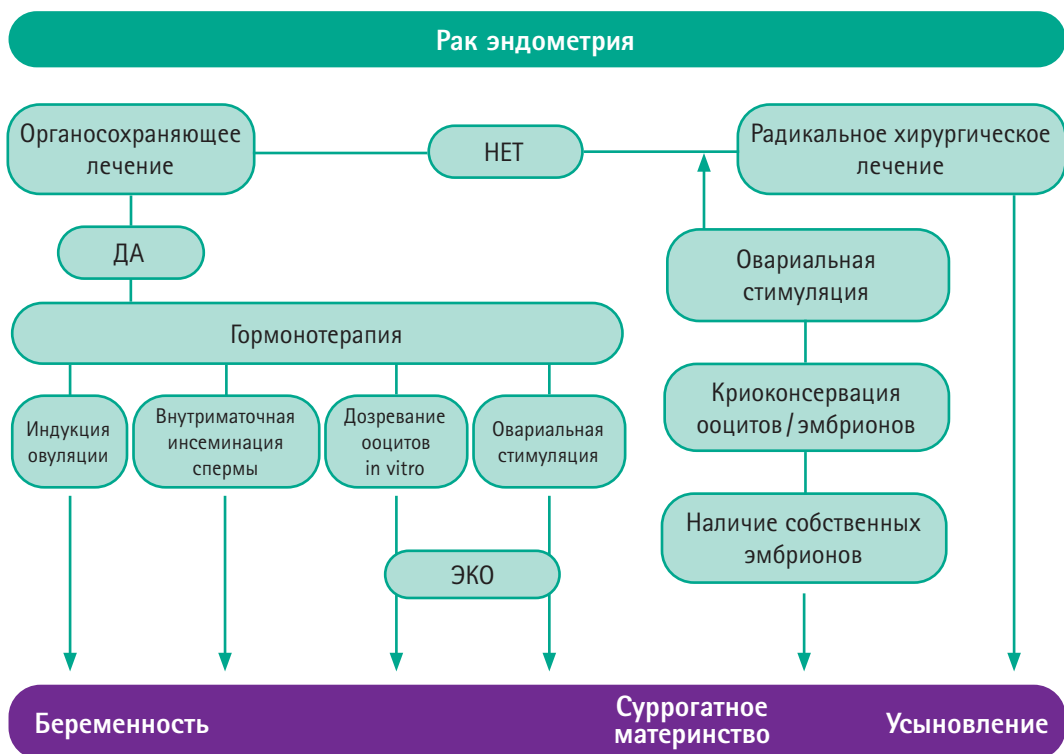 Рак эндометрия
Органосохраняющее
лечение
НЕТ
Радикальное хирургическое
лечение
ДА
Овариальная
стимуляция
Гормонотерапия
Криоконсервация
ооцитов / эмбрионов
Индукция
овуляции
Внутриматочная
инсеминация
спермы
Дозревание
ооцитов
in vitro
Овариальная
стимуляция
Наличие собственных
эмбрионов
ЭКО
Беременность
Суррогатное
материнство
Усыновление